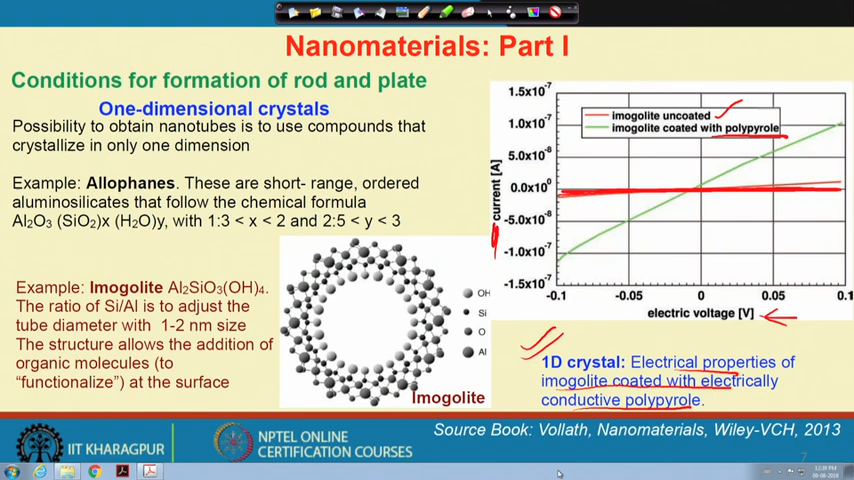 Nanomaterials: Part I
Conditions for formation of rod and plate
One-dimensional crystals
Possibility to obtain nanotubes is to use compounds that
crystallize in only one dimension
Example: Allophanes. These are short- range, ordered
aluminosilicates that follow the chemical formula
Al₂O₃ (SiO₂)x (H₂O)y, with 1:3 < x < 2 and 2:5 < y < 3
Example: Imogolite Al₂SiO₃(OH)₄.
The ratio of Si/Al is to adjust the
tube diameter with 1-2 nm size
The structure allows the addition of
organic molecules (to
“functionalize”) at the surface
OH
Si
O
Al
Imogolite
imogolite uncoated
imogolite coated with polypyrole
current [A]
1.5x10⁻⁷
1.0x10⁻⁷
5.0x10⁻⁸
0.0x10⁰
-5.0x10⁻⁸
-1.0x10⁻⁷
-1.5x10⁻⁷
-0.1 -0.05 0 0.05 0.1
electric voltage [V]
1D crystal: Electrical properties of
imogolite coated with electrically
conductive polypyrole.
Source Book: Vollath, Nanomaterials, Wiley-VCH, 2013
IIT KHARAGPUR
NPTEL ONLINE
CERTIFICATION COURSES
7
12:39 PM